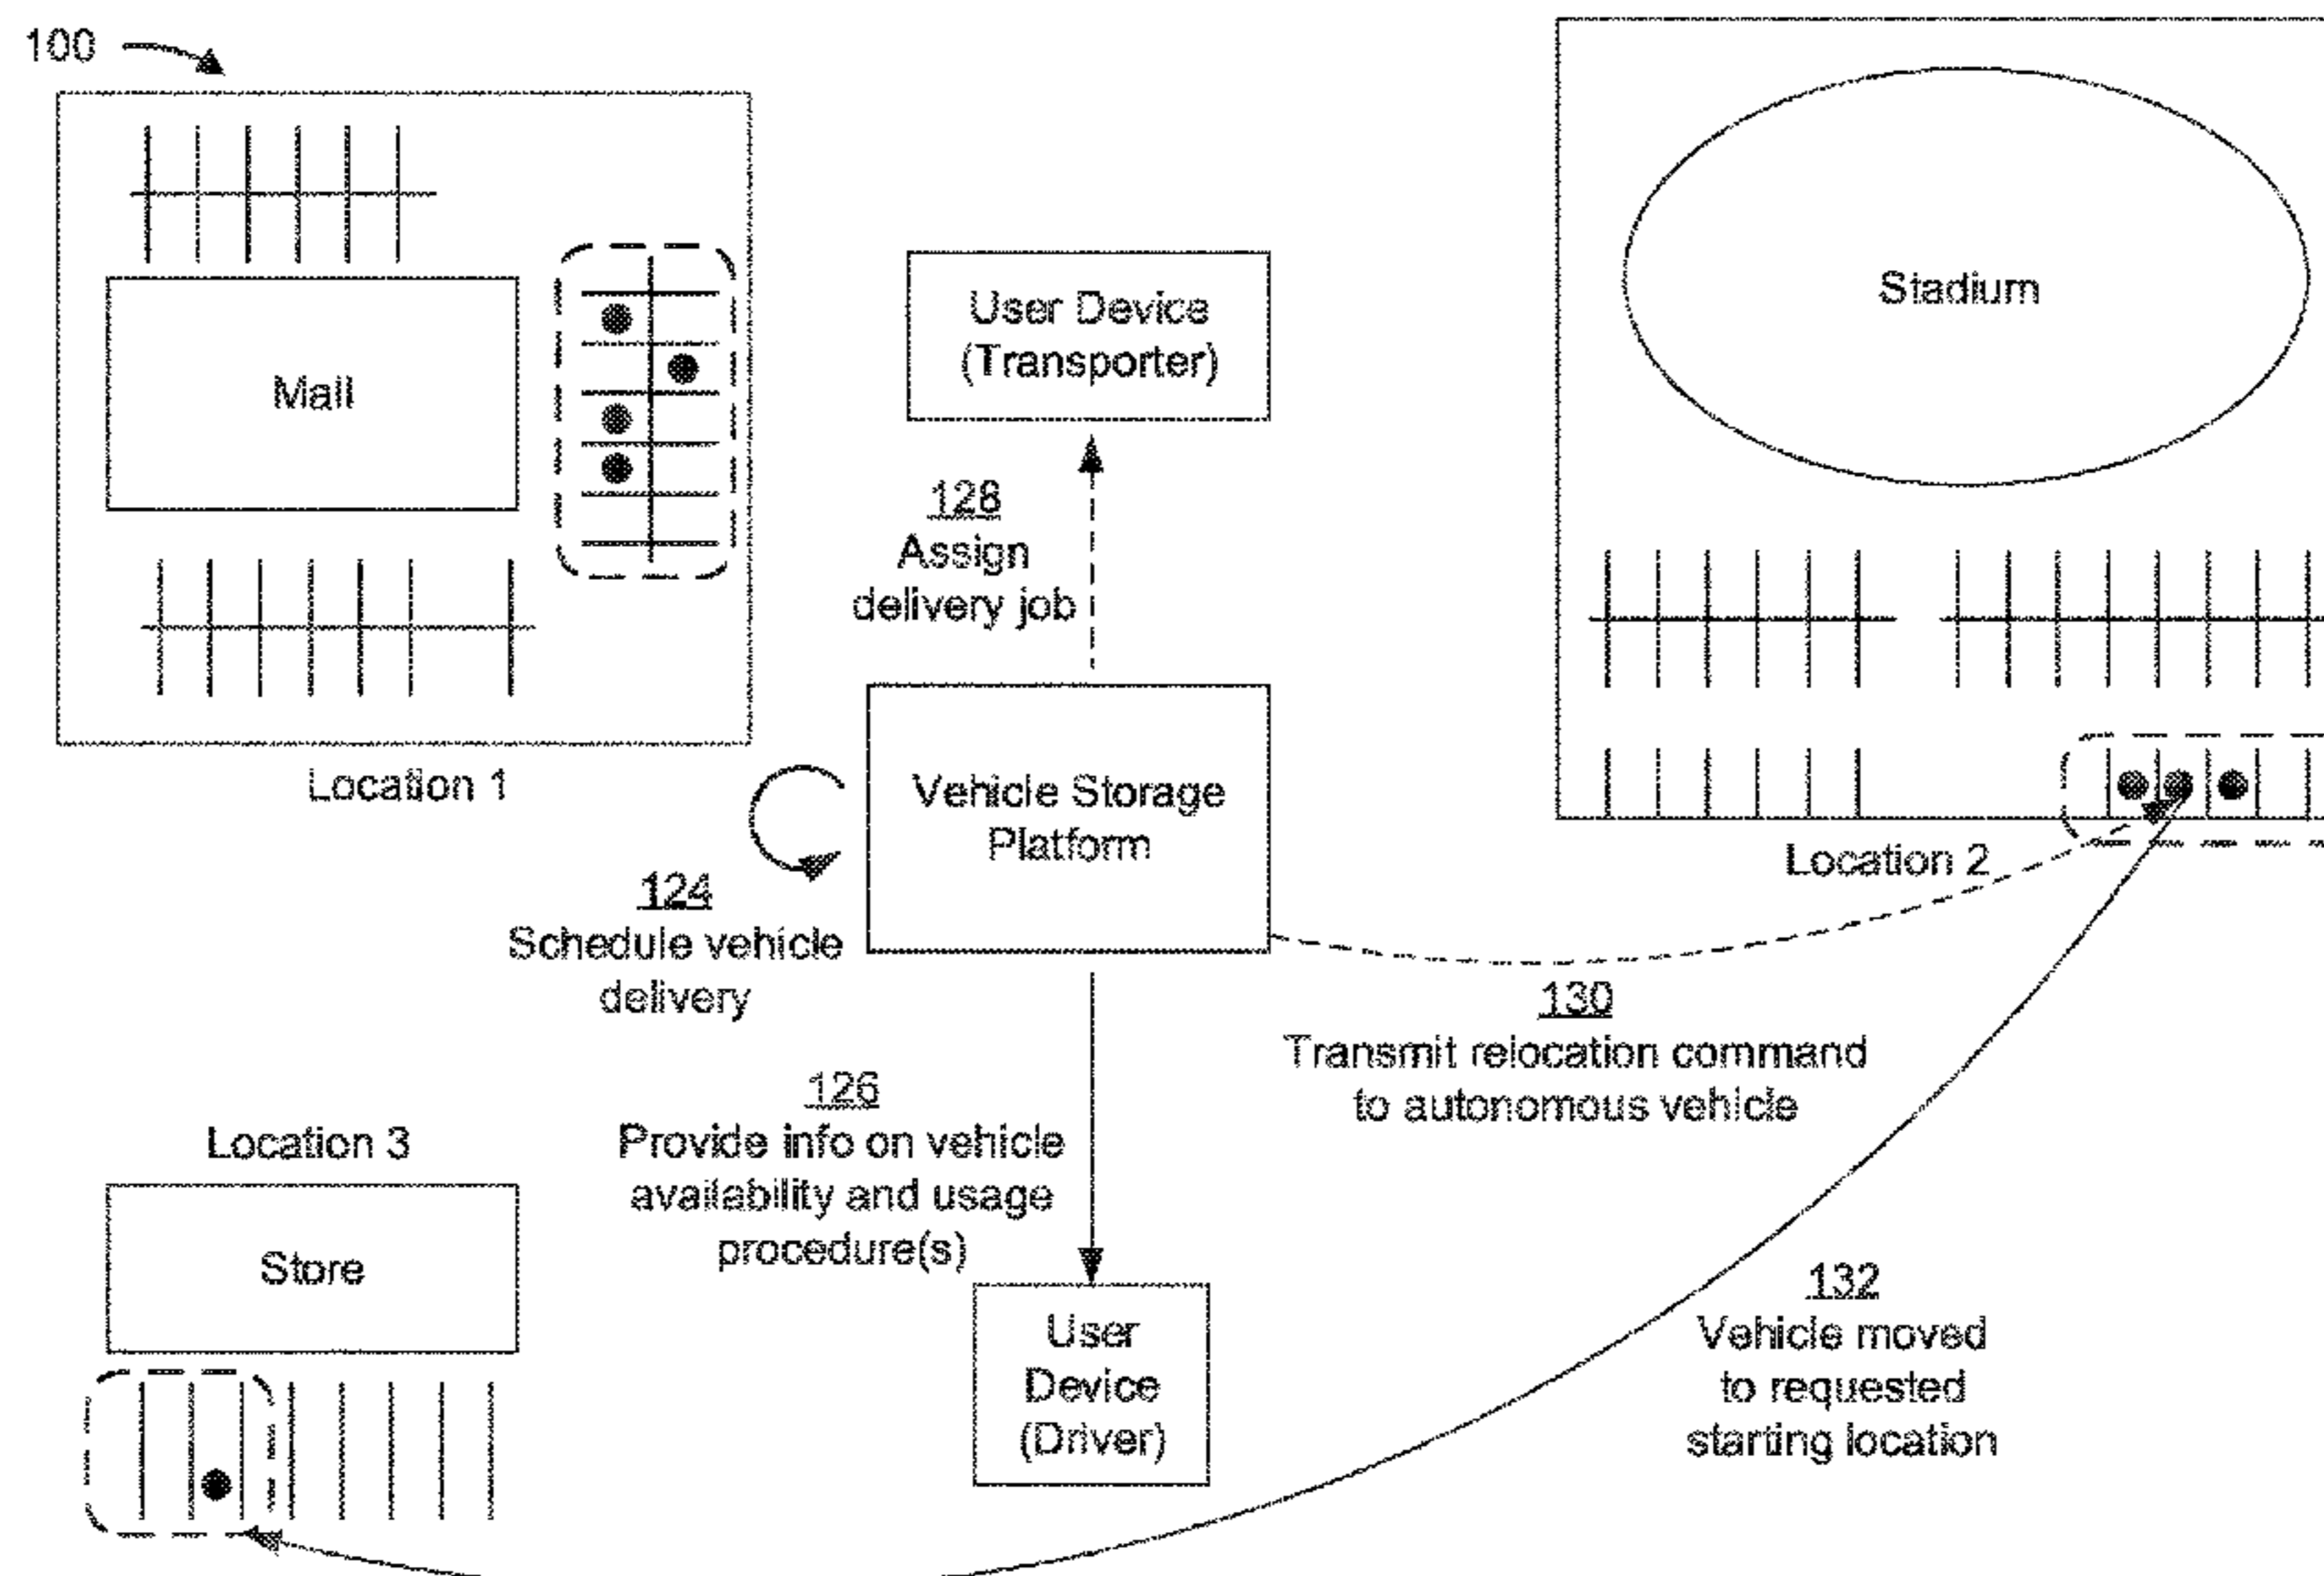 100
Mall
Location 1
User Device
(Transporter)
128
Assign
delivery job
Stadium
Location 2
Vehicle Storage
Platform
124
Schedule vehicle
delivery
130
Transmit relocation command
to autonomous vehicle
126
Provide info on vehicle
availability and usage
procedure(s)
Location 3
Store
User
Device
(Driver)
132
Vehicle moved
to requested
starting location